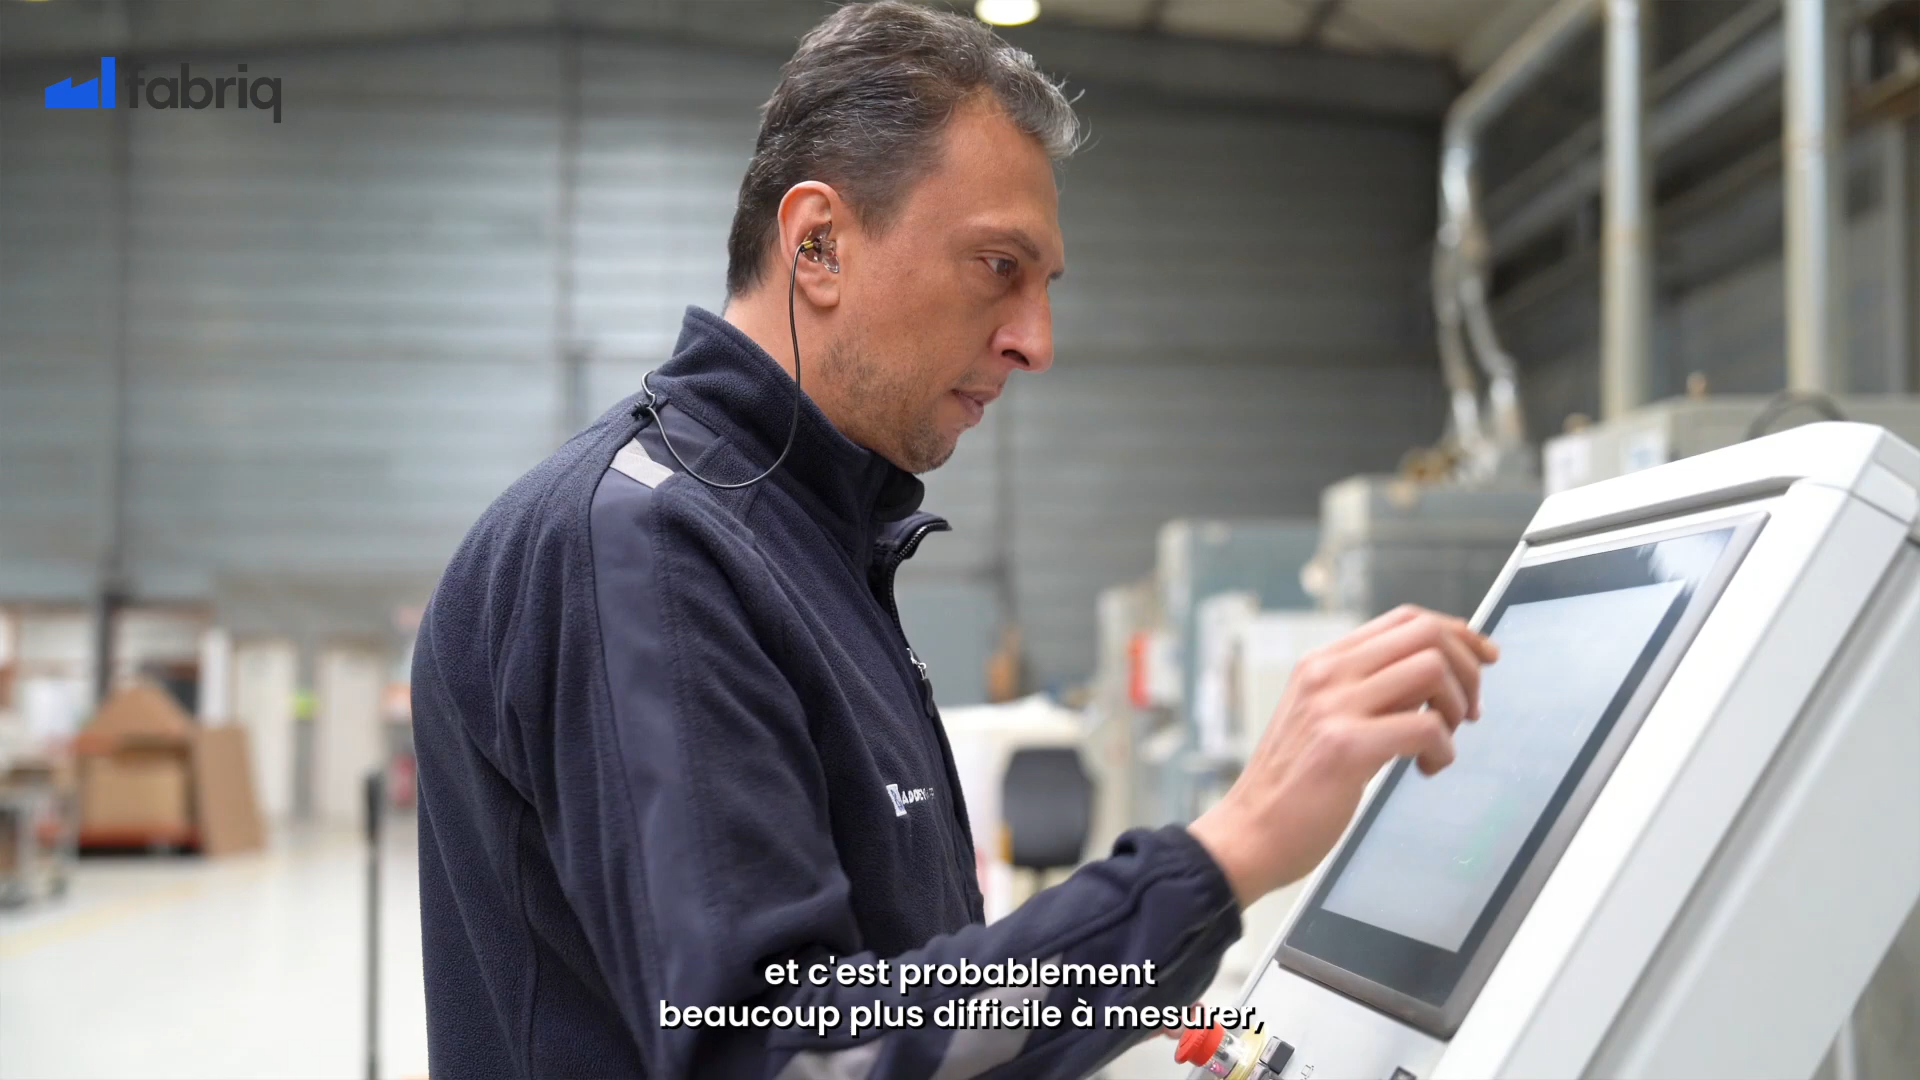 fabriq
et c'est probablement
beaucoup plus difficile à mesurer,